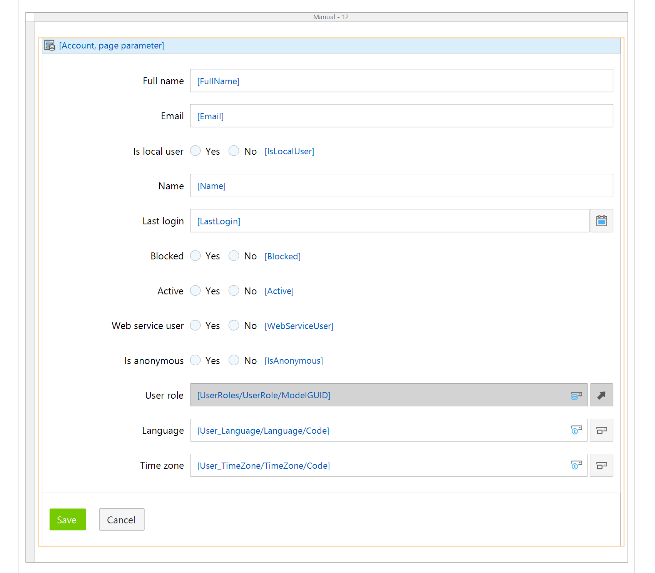 Manual - 12
[Account, page parameter]
Full name [FullName]
Email [Email]
Is local user Yes No [IsLocalUser]
Name [Name]
Last login [LastLogin]
Blocked Yes No [Blocked]
Active Yes No [Active]
Web service user Yes No [WebServiceUser]
Is anonymous Yes No [IsAnonymous]
User role [UserRoles/UserRole/ModelGUID]
Language [User_Language/Language/Code]
Time zone [User_TimeZone/TimeZone/Code]
Save Cancel